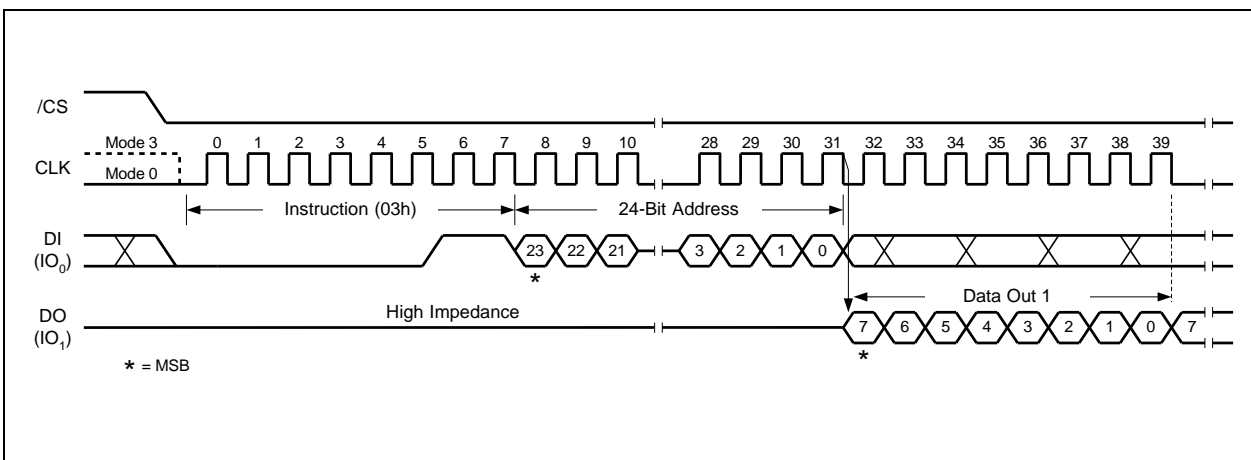 /CS
Mode 3
Mode 0
CLK
0 1 2 3 4 5 6 7 8 9 10 28 29 30 31 32 33 34 35 36 37 38 39
Instruction (03h)
24-Bit Address
DI
(IO0)
23 22 21 3 2 1 0
*
High Impedance
Data Out 1
DO
(IO1)
7 6 5 4 3 2 1 0 7
*
* = MSB